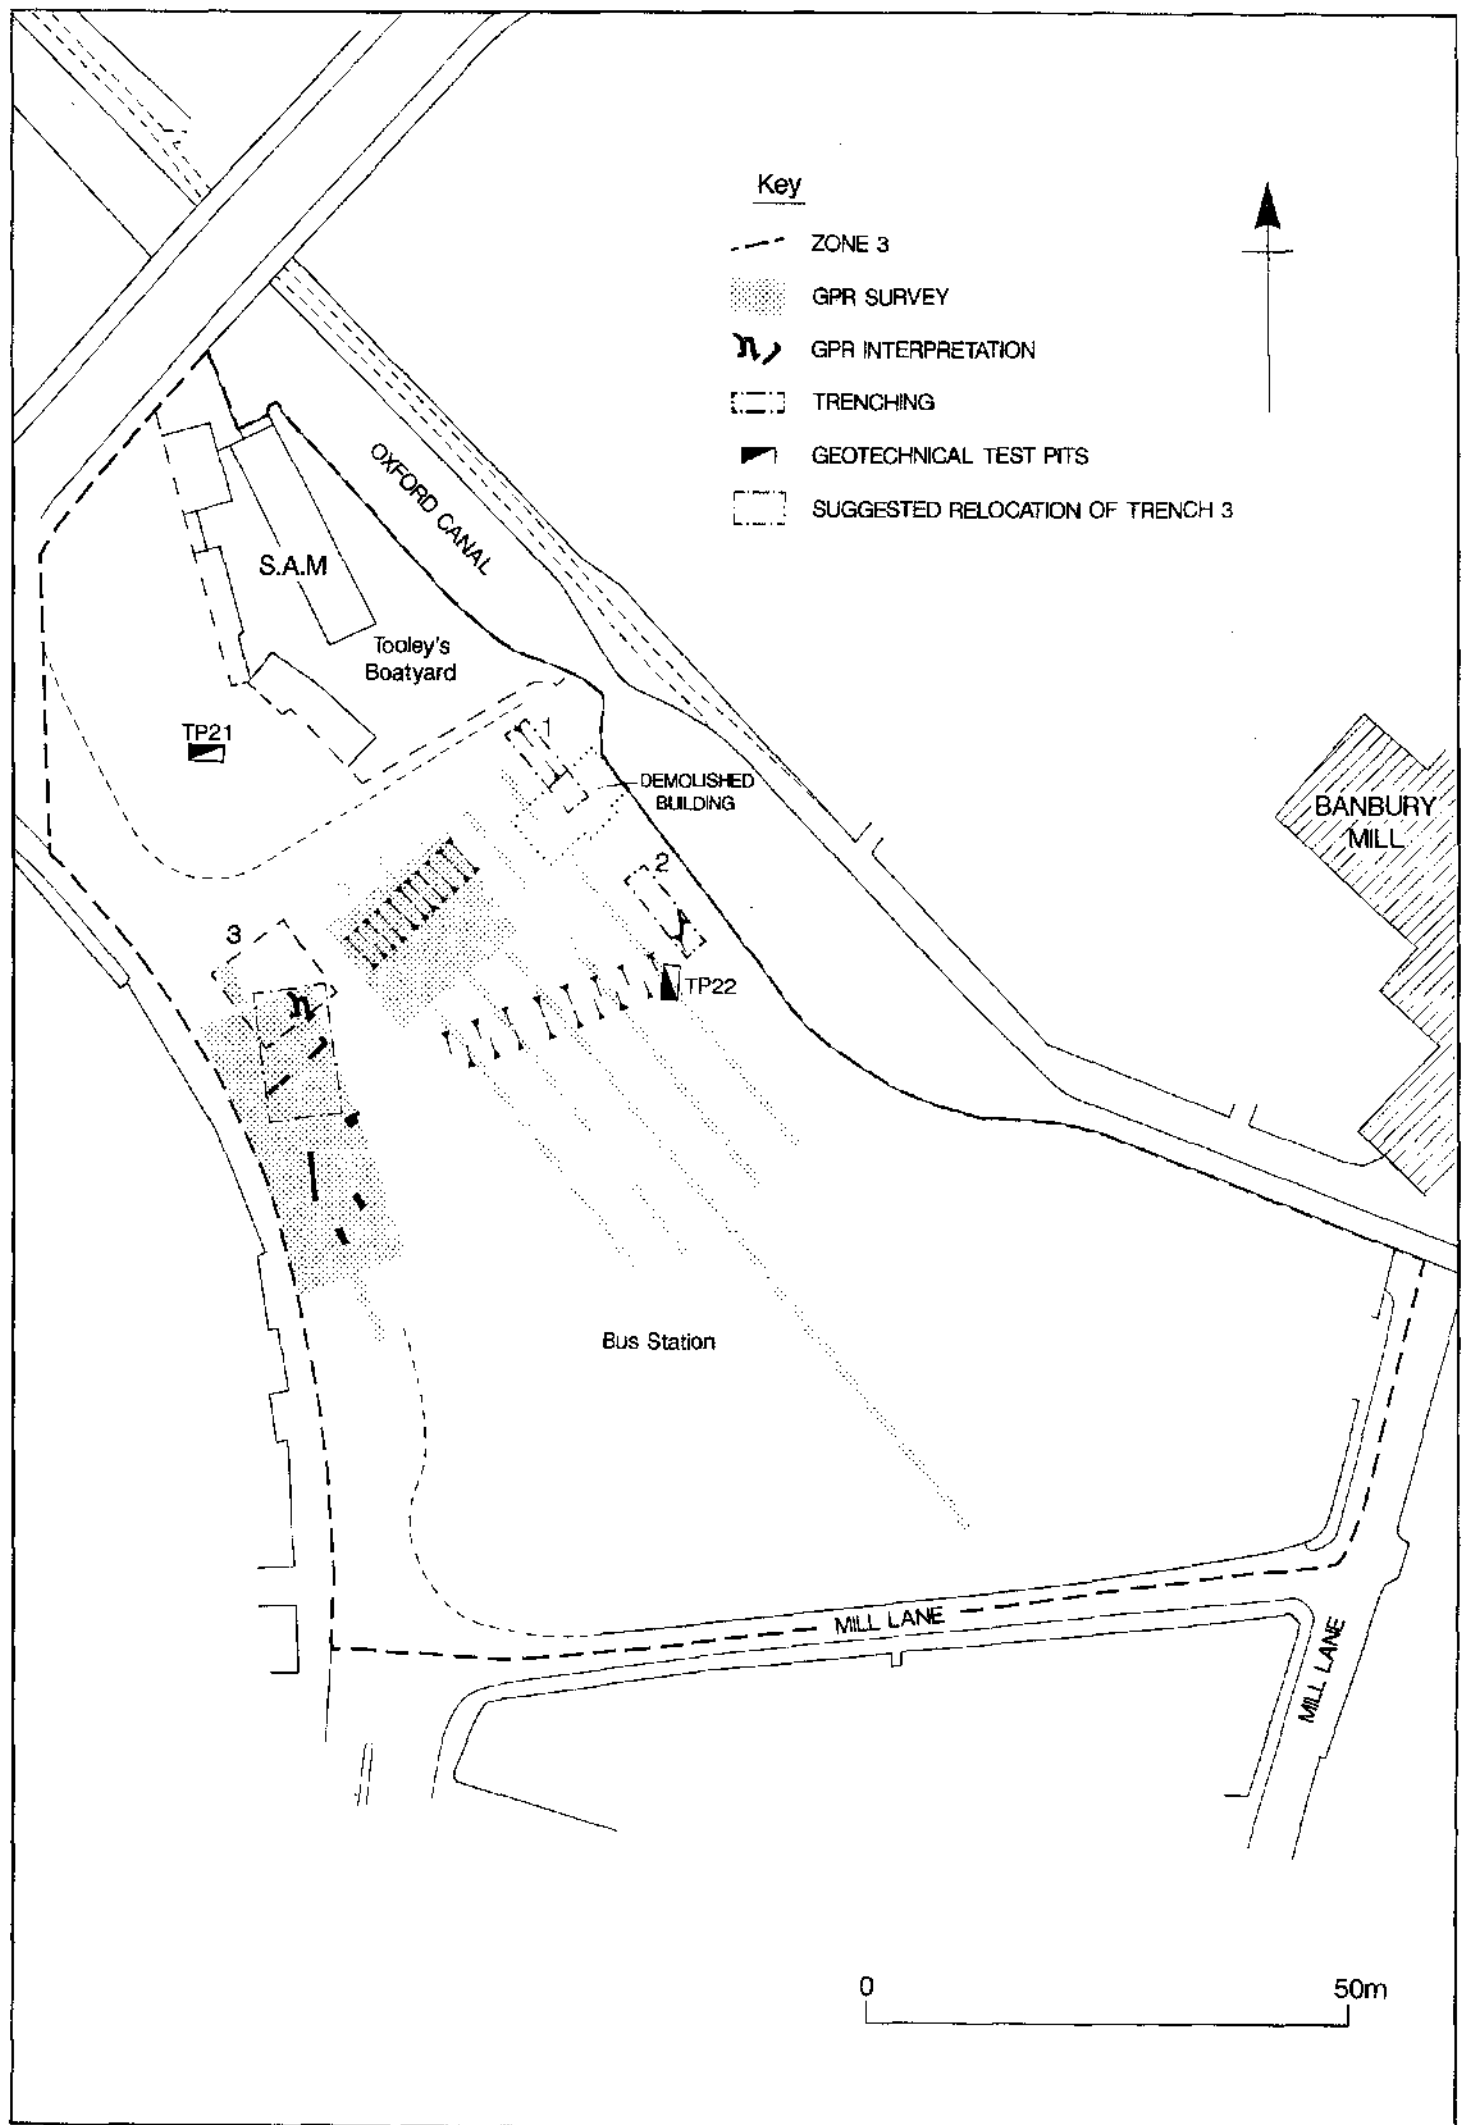 Key
ZONE 3
GPR SURVEY
GPR INTERPRETATION
TRENCHING
GEOTECHNICAL TEST PITS
SUGGESTED RELOCATION OF TRENCH 3
OXFORD CANAL
S.A.M
Tooley's
Boatyard
TP21
1
DEMOLISHED
BUILDING
BANBURY
MILL
2
3
TP22
Bus Station
MILL LANE
MILL LANE
0
50m